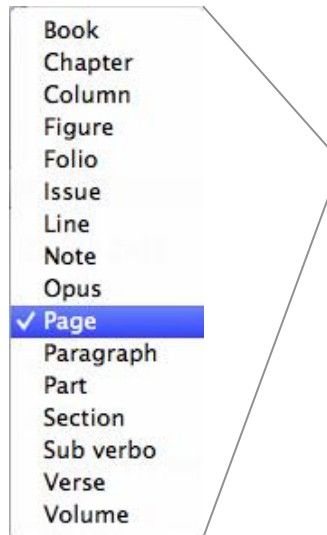 Book
Chapter
Column
Figure
Folio
Issue
Line
Note
Opus
✓ Page
Paragraph
Part
Section
Sub verbo
Verse
Volume